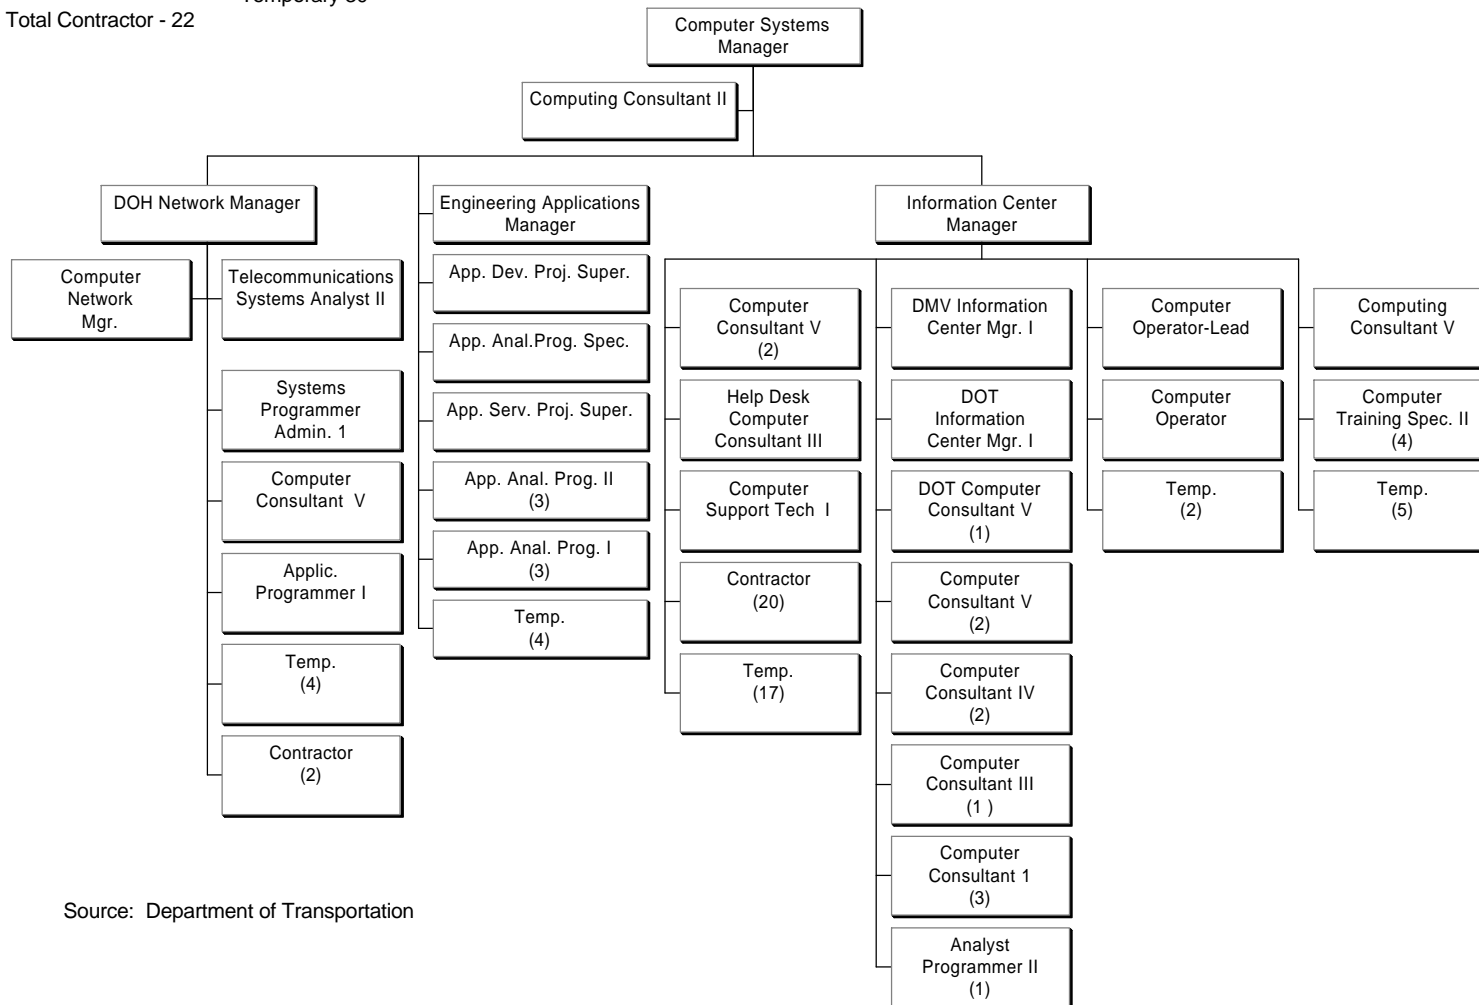 Total Contractor - 22
Computer Systems
Manager
Computing Consultant II
DOH Network Manager
Engineering Applications
Manager
Information Center
Manager
Computer
Network
Mgr.
Telecommunications
Systems Analyst II
Systems
Programmer
Admin. 1
Computer
Consultant V
Applic.
Programmer I
Temp.
(4)
Contractor
(2)
App. Dev. Proj. Super.
App. Anal.Prog. Spec.
App. Serv. Proj. Super.
App. Anal. Prog. II
(3)
App. Anal. Prog. I
(3)
Temp.
(4)
Computer
Consultant V
(2)
Help Desk
Computer
Consultant III
Computer
Support Tech I
Contractor
(20)
Temp.
(17)
DMV Information
Center Mgr. I
DOT
Information
Center Mgr. I
DOT Computer
Consultant V
(1)
Computer
Consultant V
(2)
Computer
Consultant IV
(2)
Computer
Consultant III
(1 )
Computer
Consultant 1
(3)
Analyst
Programmer II
(1)
Computer
Operator-Lead
Computer
Operator
Temp.
(2)
Computing
Consultant V
Computer
Training Spec. II
(4)
Temp.
(5)
Source: Department of Transportation